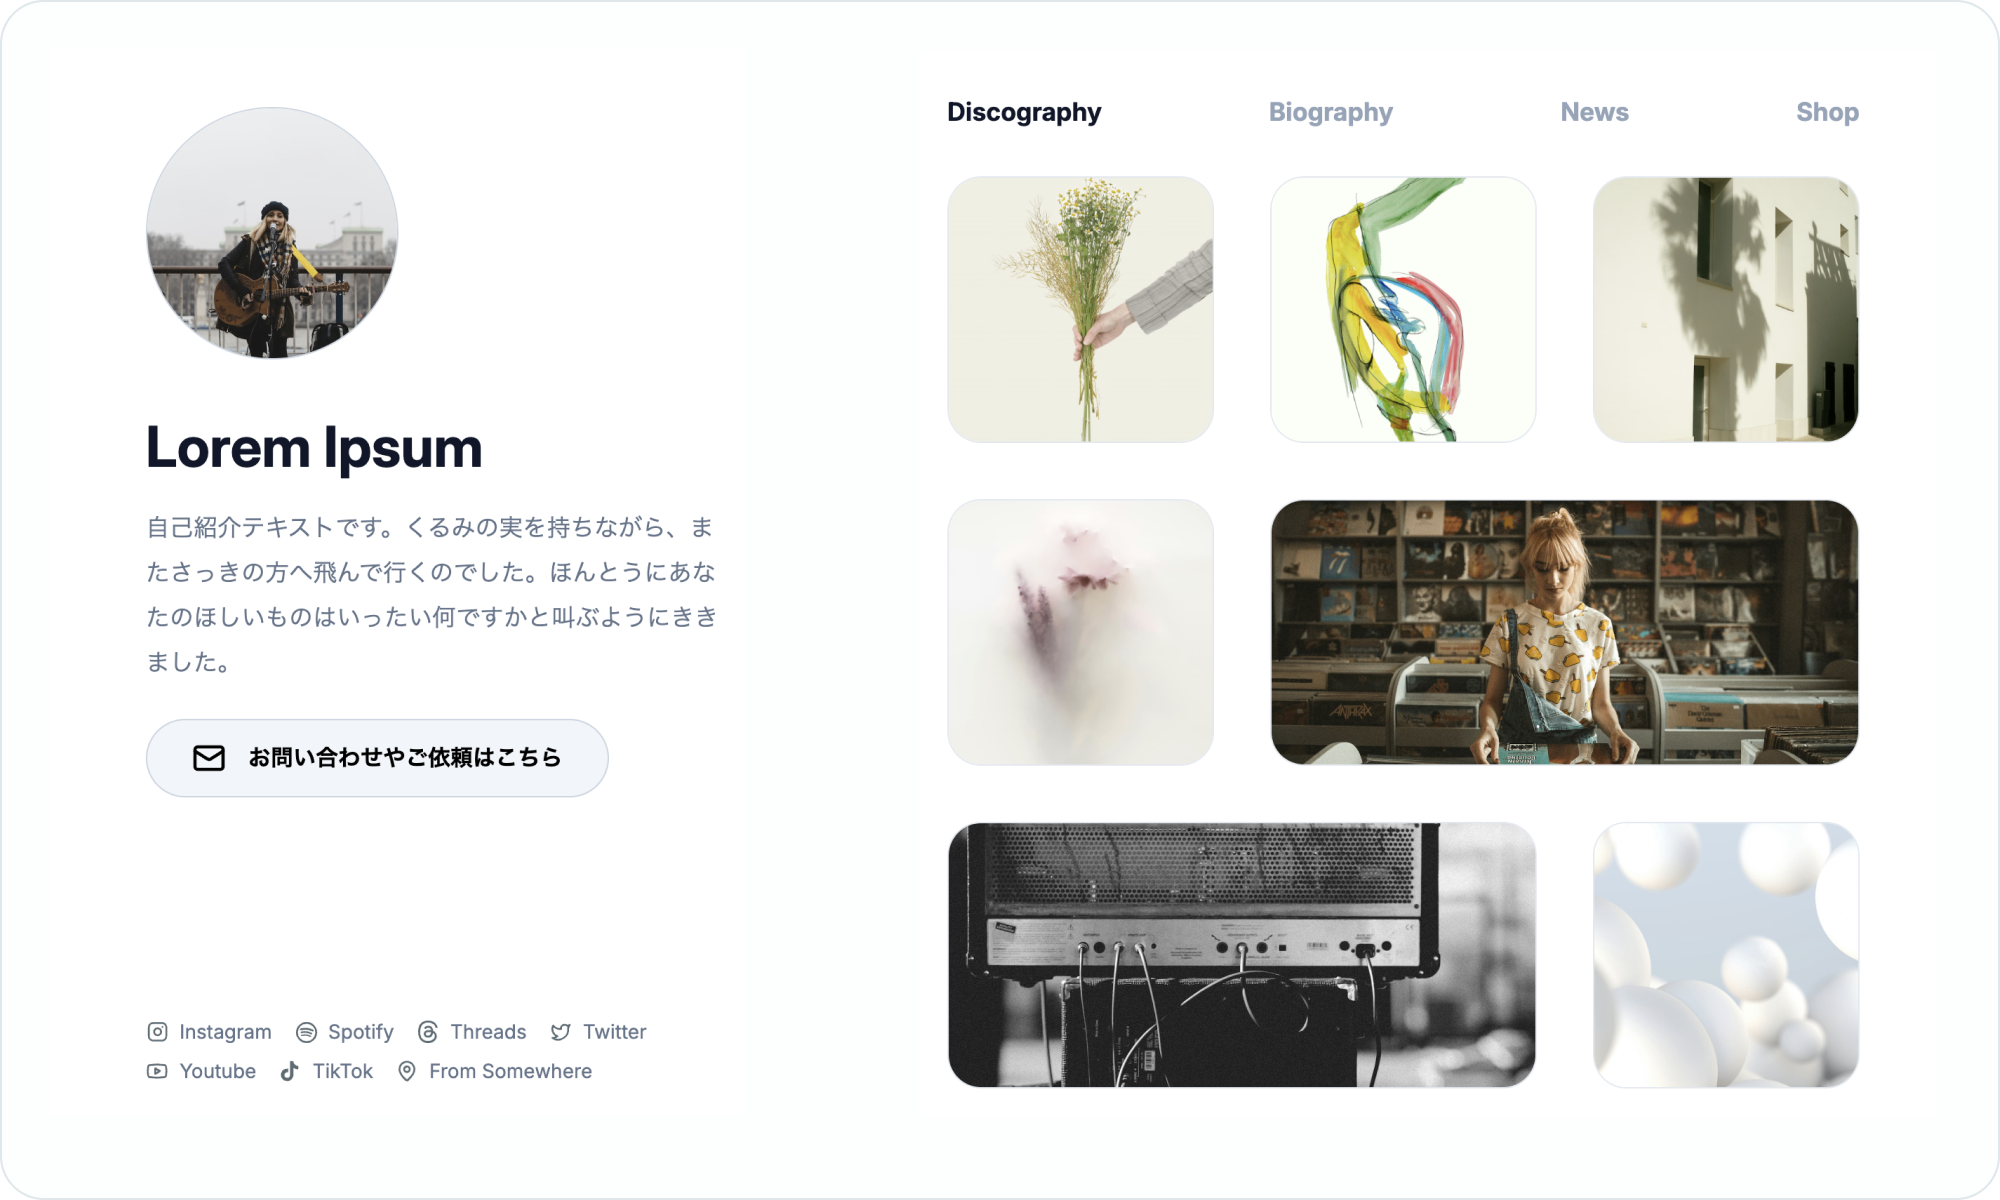 Lorem Ipsum
自己紹介テキストです。くるみの実を持ちながら、ま
たさっきの方へ飛んで行くのでした。ほんとうにあな
たのほしいものはいったい何ですかと叫ぶようにきき
ました。
お問い合わせやご依頼はこちら
Instagram Spotify Threads Twitter
Youtube TikTok From Somewhere
Discography Biography News Shop
ANTHRAX